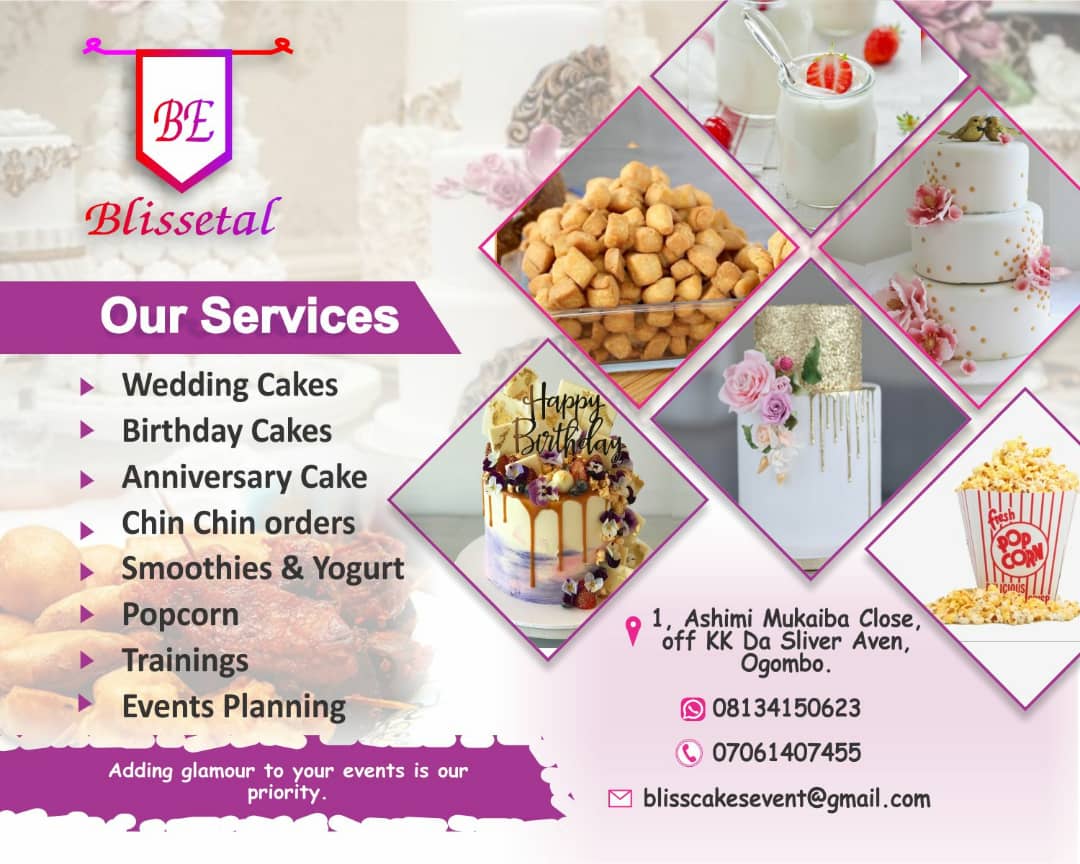 BE
Blissetal
Our Services
Wedding Cakes
Birthday Cakes
Anniversary Cake
Chin Chin orders
Smoothies & Yogurt
Popcorn
Trainings
Events Planning
Adding glamour to your events is our
priority.
Happy
Birthday
fresh
POP
CORN
1, Ashimi Mukaiba Close,
off KK Da Sliver Aven,
Ogombo.
08134150623
07061407455
blisscakesevent@gmail.com